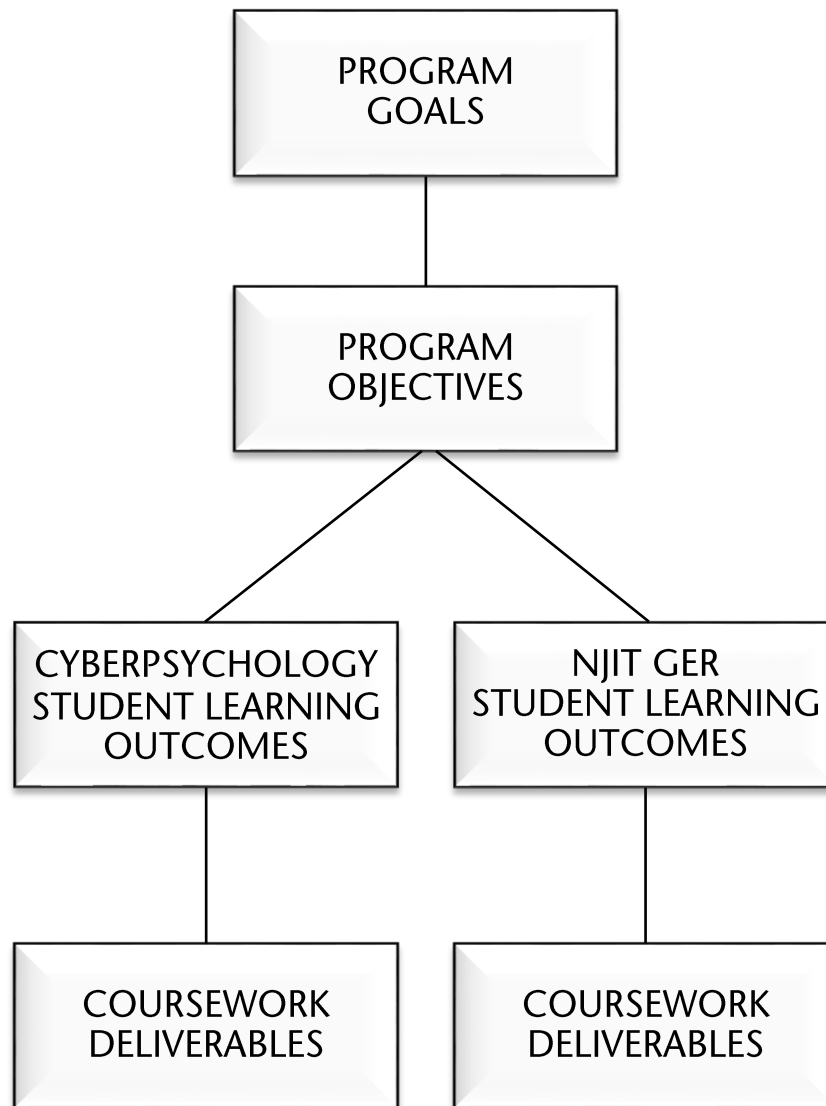 PROGRAM
GOALS
PROGRAM
OBJECTIVES
CYBERPSYCHOLOGY
STUDENT LEARNING
OUTCOMES
NJIT GER
STUDENT LEARNING
OUTCOMES
COURSEWORK
DELIVERABLES
COURSEWORK
DELIVERABLES